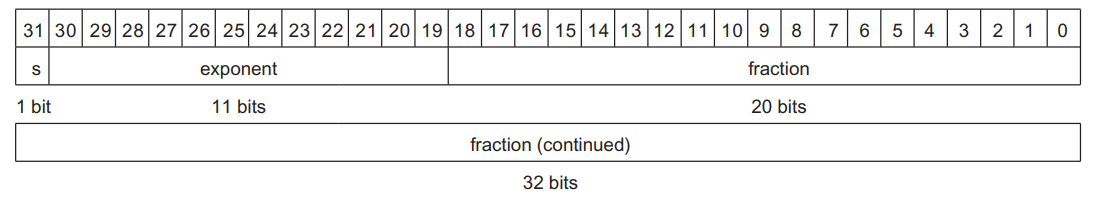 31 30 29 28 27 26 25 24 23 22 21 20 19 18 17 16 15 14 13 12 11 10 9 8 7 6 5 4 3 2 1 0
s exponent fraction
1 bit 11 bits 20 bits
fraction (continued)
32 bits